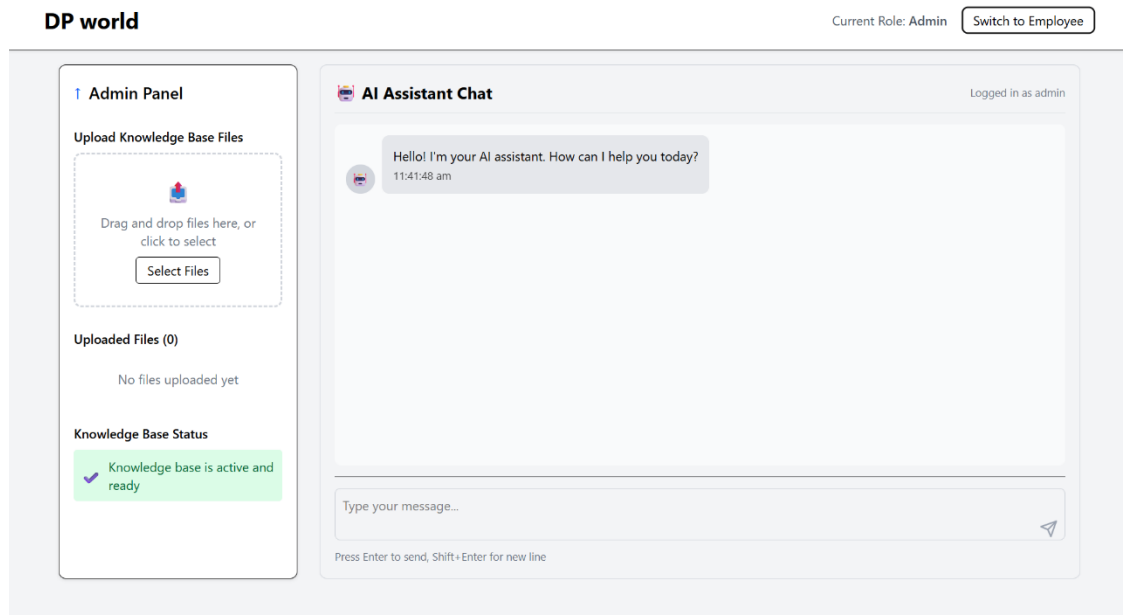 DP world
Current Role: Admin
Switch to Employee
Admin Panel
Upload Knowledge Base Files
Drag and drop files here, or
click to select
Select Files
Uploaded Files (0)
No files uploaded yet
Knowledge Base Status
Knowledge base is active and
ready
AI Assistant Chat
Logged in as admin
Hello! I'm your AI assistant. How can I help you today?
11:41:48 am
Type your message...
Press Enter to send, Shift+Enter for new line